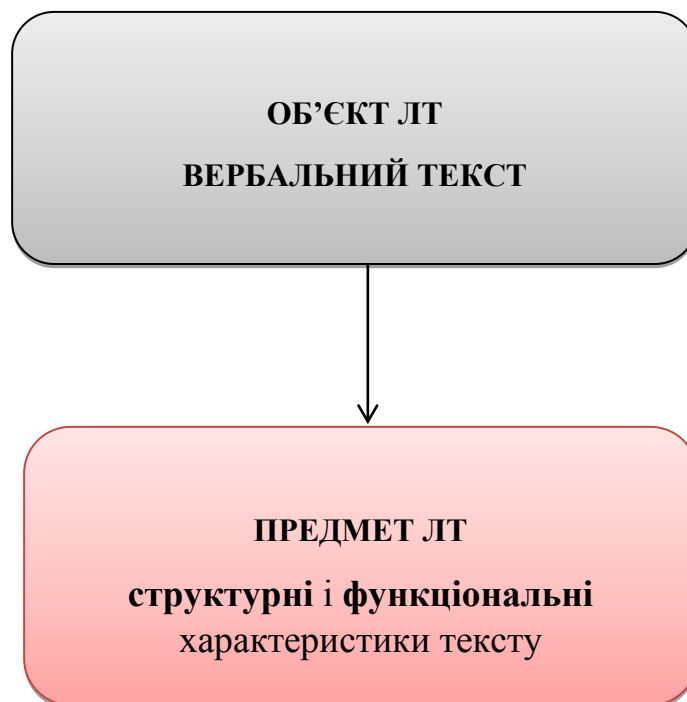 ОБ’ЄКТ ЛТ
ВЕРБАЛЬНИЙ ТЕКСТ
ПРЕДМЕТ ЛТ
структурні і функціональні
характеристики тексту